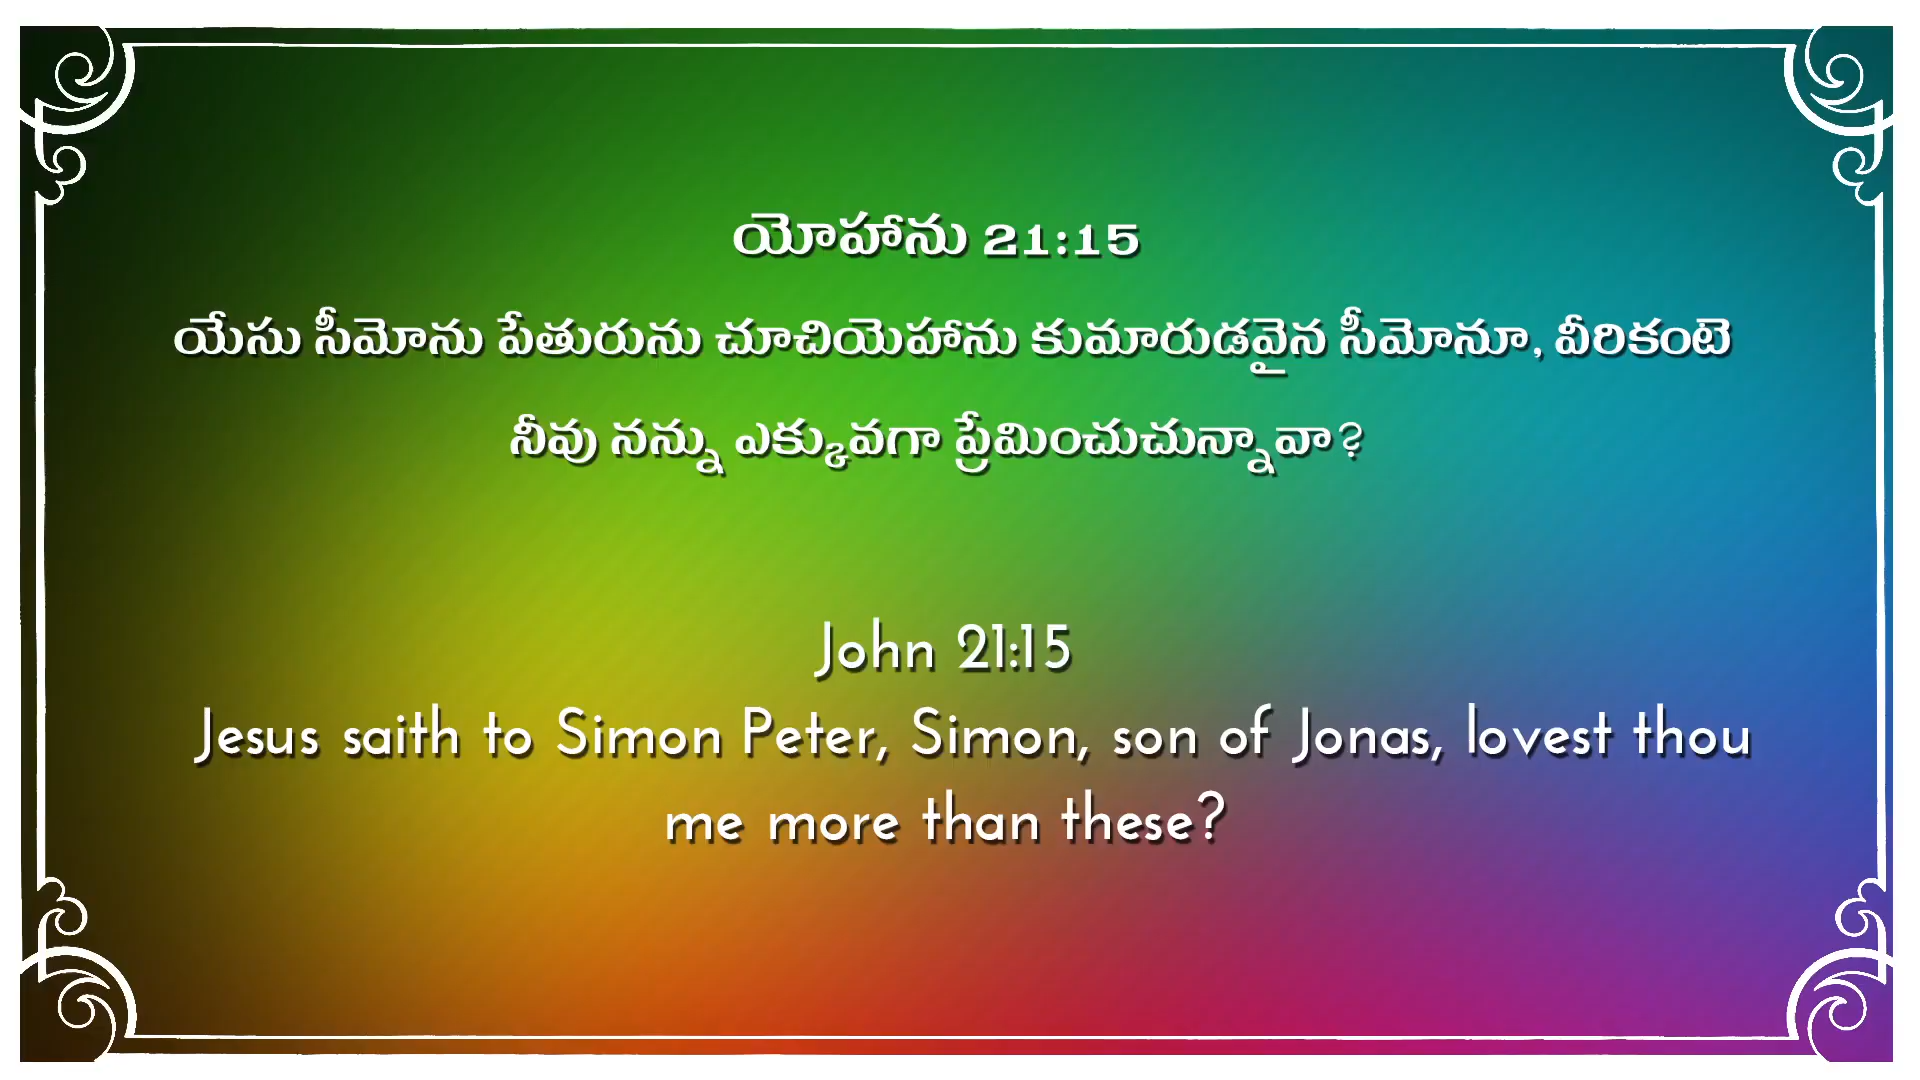 యోహాను 21:15
యేసు సీమోను పేతురును చూచియెహాను కుమారుడవైన సీమోనూ, వీరికంటె
నీవు నన్ను ఎక్కువగా ప్రేమించుచున్నావా?
John 21:15
Jesus saith to Simon Peter, Simon, son of Jonas, lovest thou
me more than these?